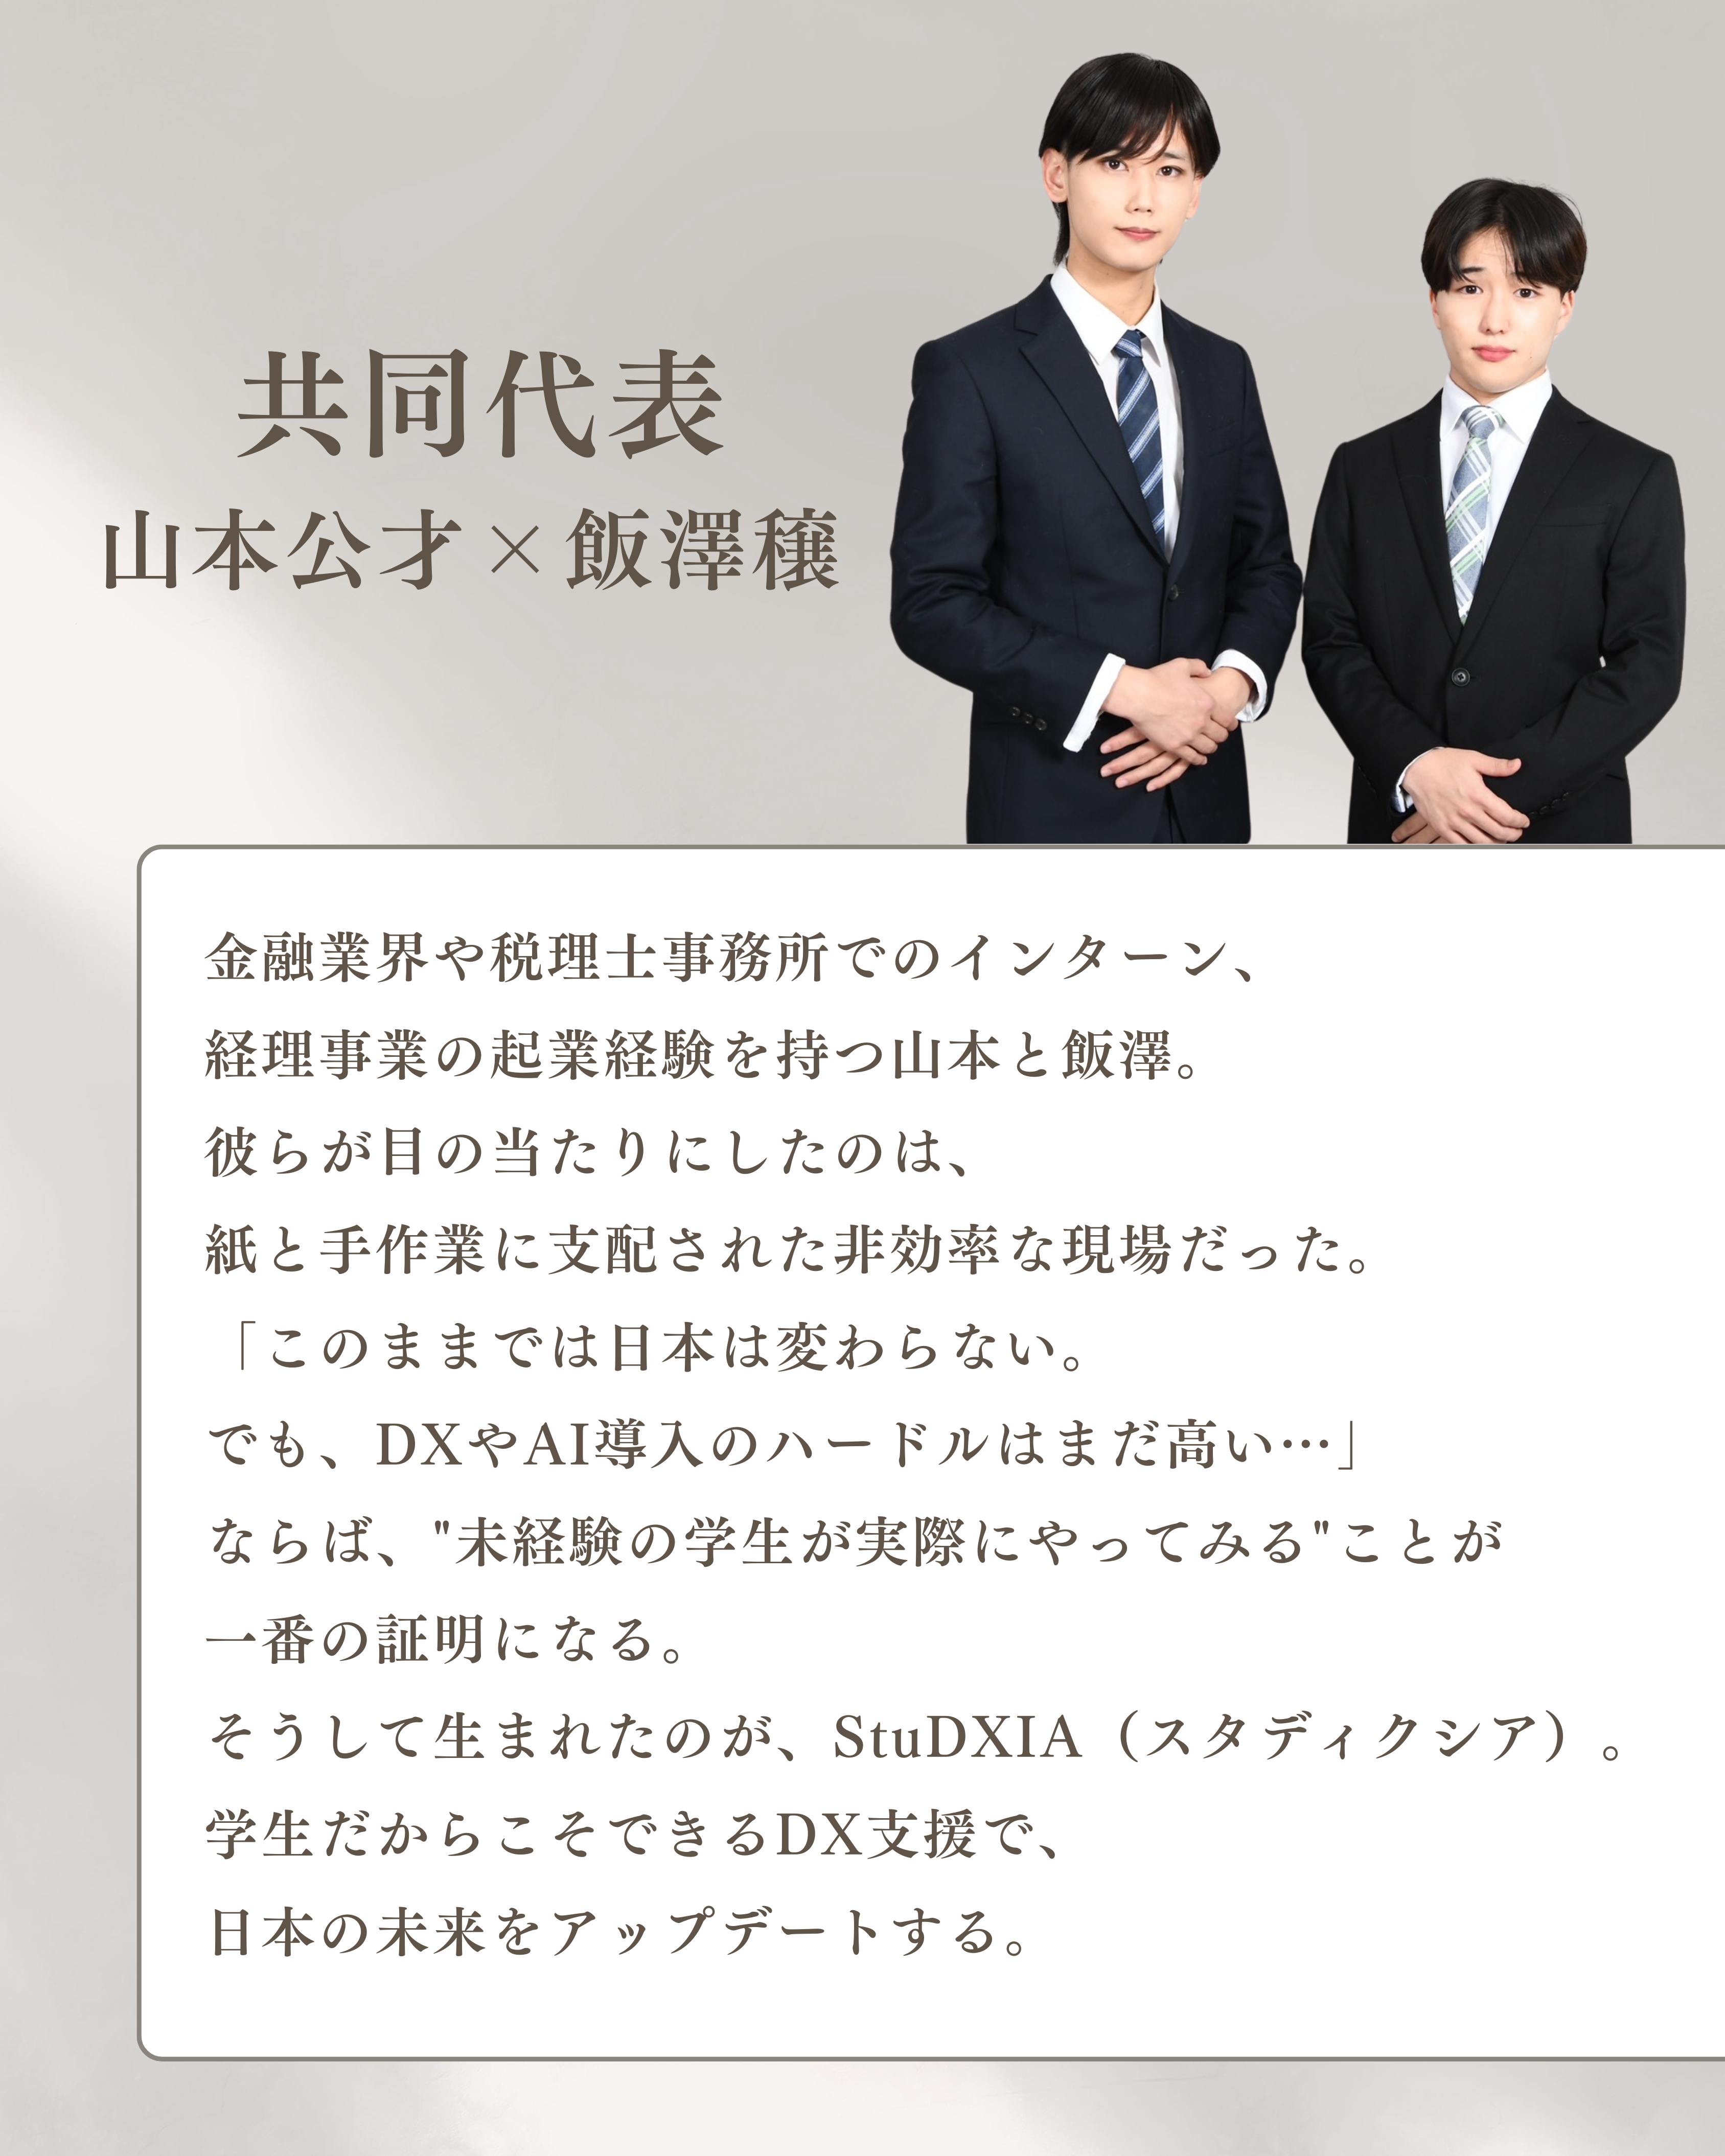 共同代表
山本公才×飯澤穣
金融業界や税理士事務所でのインターン、
経理事業の起業経験を持つ山本と飯澤。
彼らが目の当たりにしたのは、
紙と手作業に支配された非効率な現場だった。
「このままでは日本は変わらない。
でも、DXやAI導入のハードルはまだ高い…」
ならば、"未経験の学生が実際にやってみる"ことが
一番の証明になる。
そうして生まれたのが、StuDXIA（スタディクシア）。
学生だからこそできるDX支援で、
日本の未来をアップデートする。